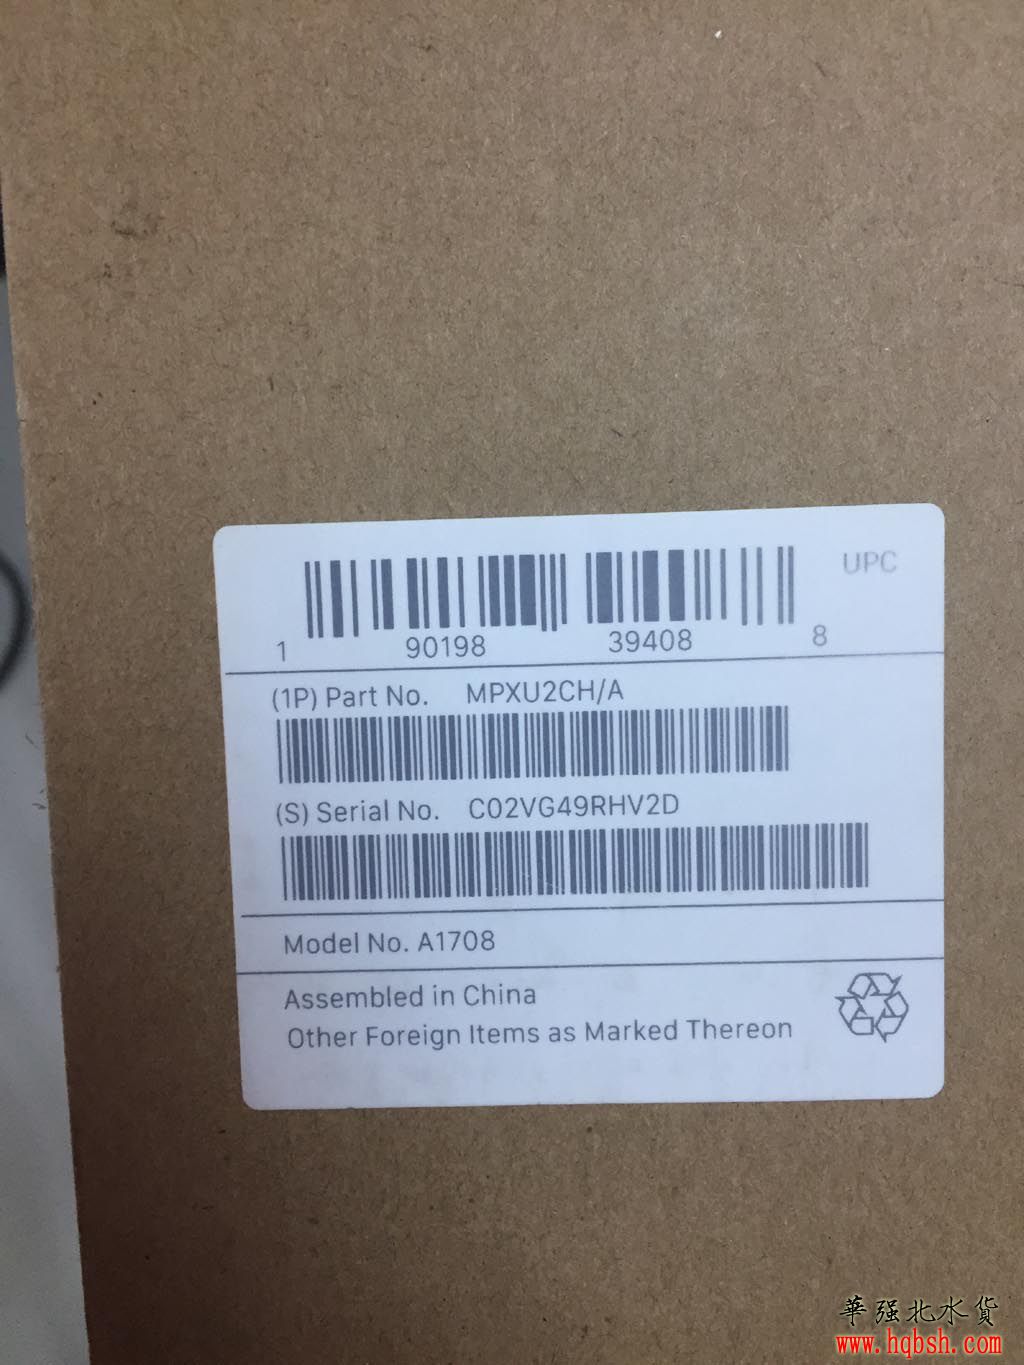 UPC
1 90198 39408 8
(1P) Part No. MPXU2CH/A
(S) Serial No. C02VG49RHV2D
Model No. A1708
Assembled in China
Other Foreign Items as Marked Thereon
華强北水貨
www.hqbsh.com